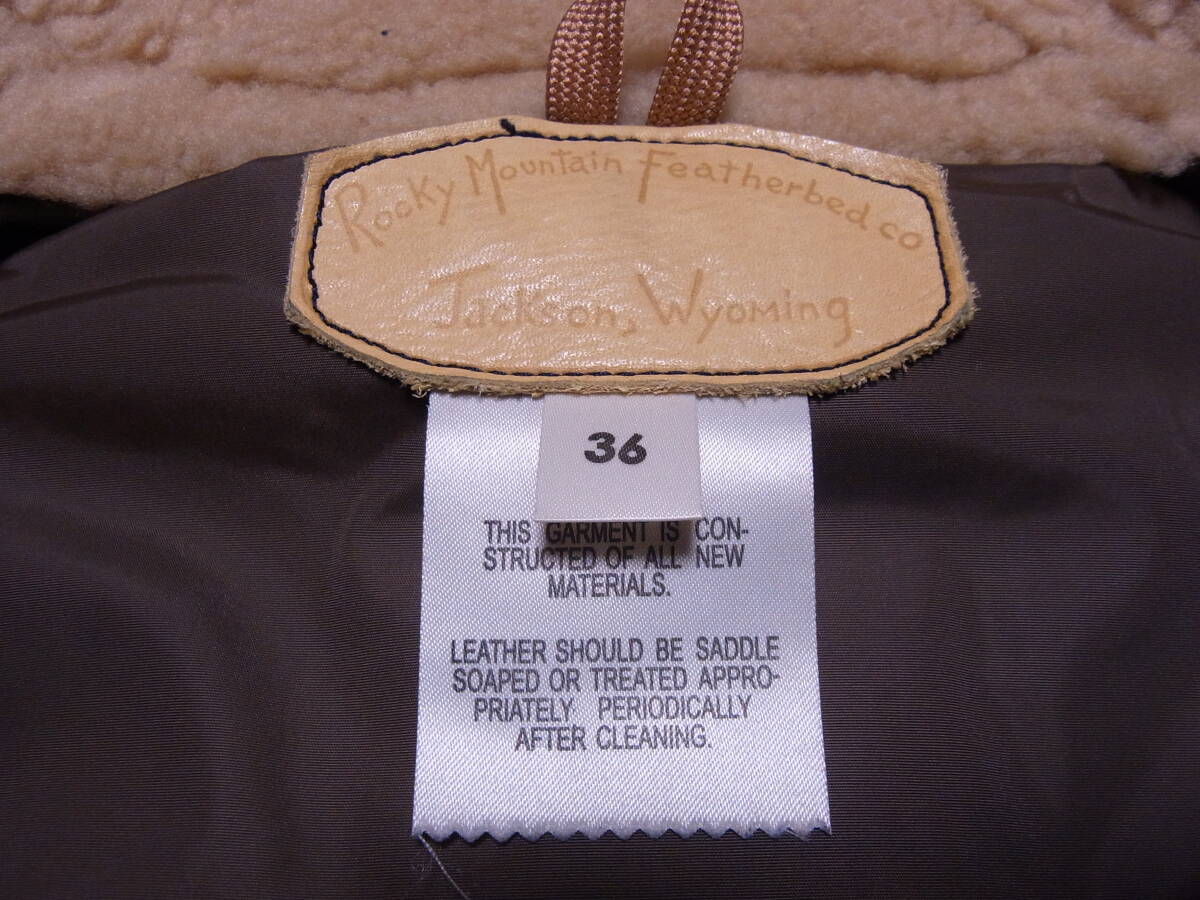 Rocky Mountain Featherbed co
Jackson, Wyoming
36
THIS GARMENT IS CON-
STRUCTED OF ALL NEW
MATERIALS.
LEATHER SHOULD BE SADDLE
SOAPED OR TREATED APPRO-
PRIATELY PERIODICALLY
AFTER CLEANING.